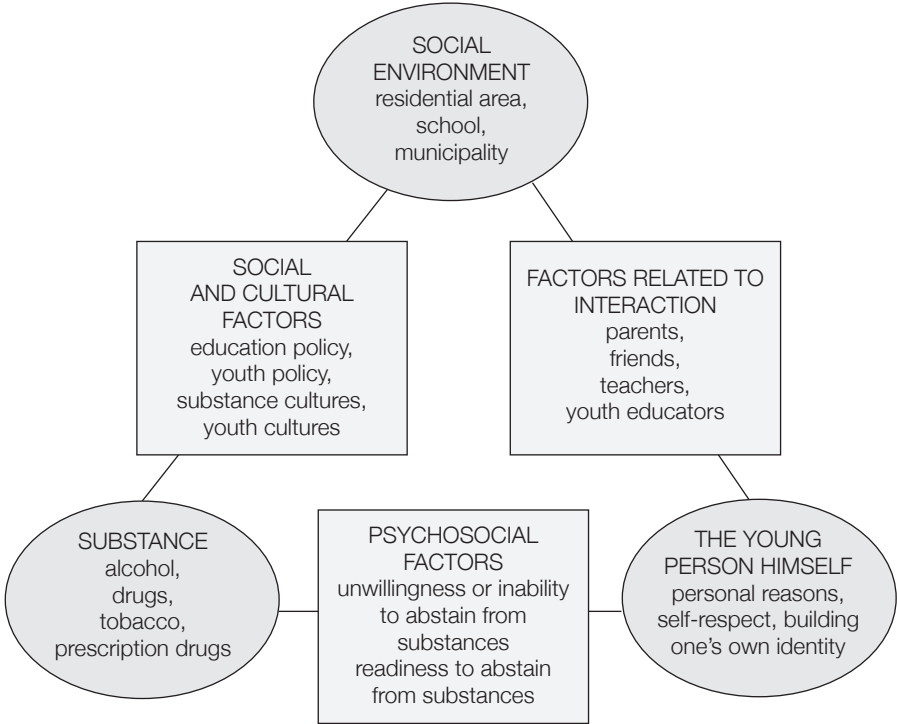 SOCIAL
ENVIRONMENT
residential area,
school,
municipality
SOCIAL
AND CULTURAL
FACTORS
education policy,
youth policy,
substance cultures,
youth cultures
FACTORS RELATED TO
INTERACTION
parents,
friends,
teachers,
youth educators
SUBSTANCE
alcohol,
drugs,
tobacco,
prescription drugs
PSYCHOSOCIAL
FACTORS
unwillingness or inability
to abstain from
substances
readiness to abstain
from substances
THE YOUNG
PERSON HIMSELF
personal reasons,
self-respect, building
one's own identity